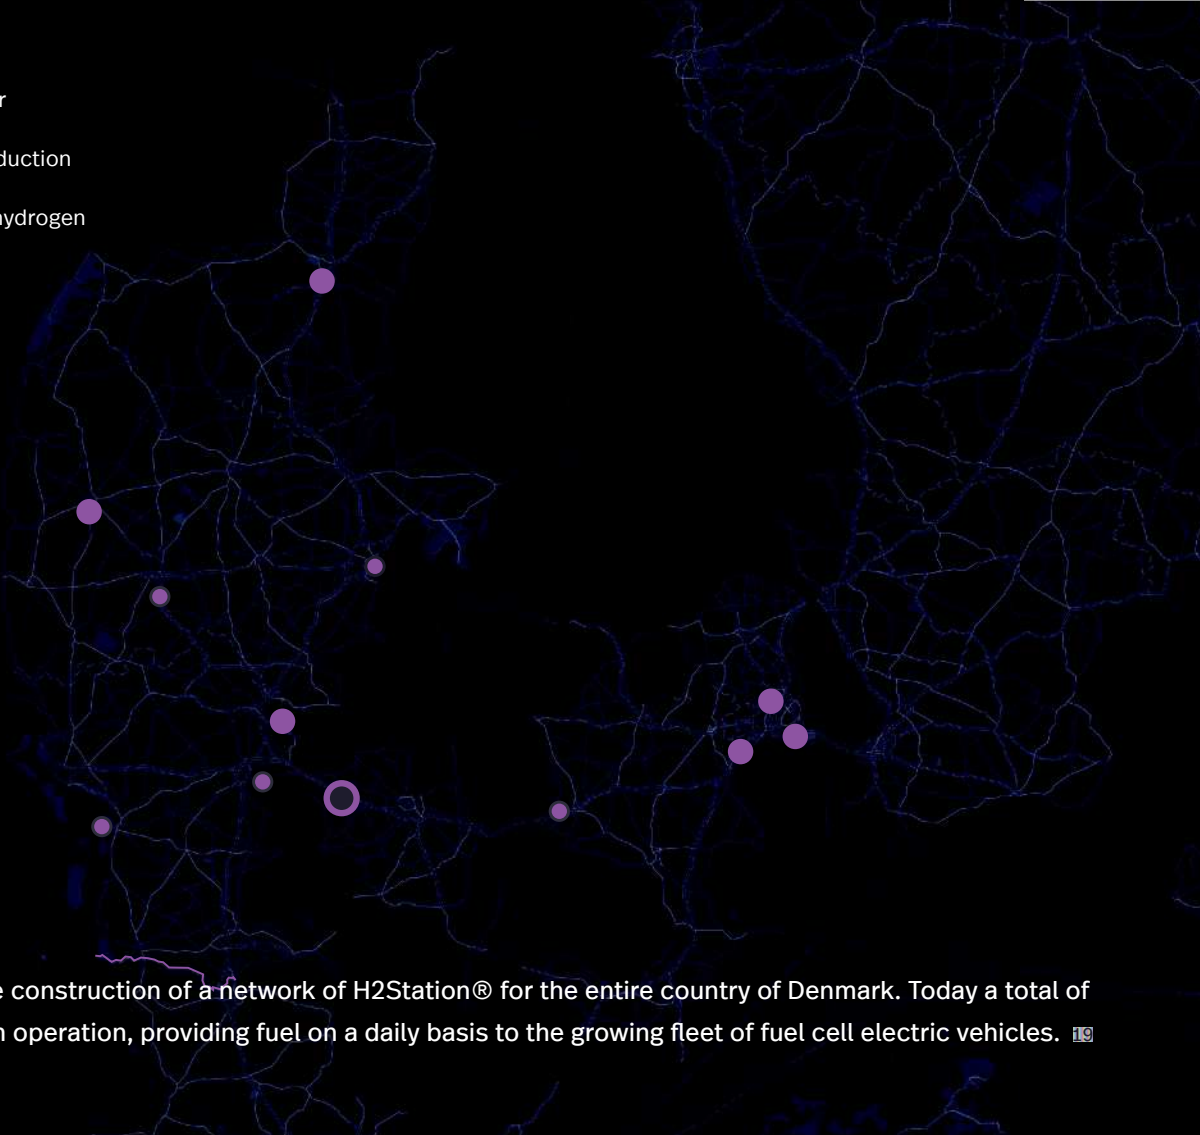 r
duction
hydrogen
e construction of a network of H2Station® for the entire country of Denmark. Today a total of
n operation, providing fuel on a daily basis to the growing fleet of fuel cell electric vehicles. 19